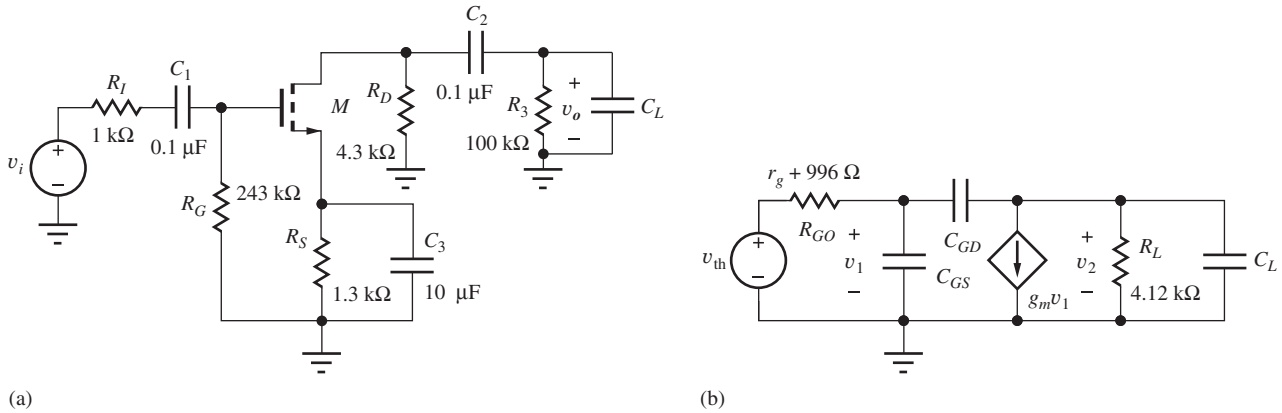 C2
RI
C1
M
RD
0.1 μF
R3
+
vo
−
CL
1 kΩ
0.1 μF
4.3 kΩ
100 kΩ
vi
+
−
RG
243 kΩ
RS
C3
1.3 kΩ
10 μF
(a)
rg + 996 Ω
RGO
CGD
vth
+
−
+
v1
−
CGS
gmv1
+
v2
−
RL
4.12 kΩ
CL
(b)